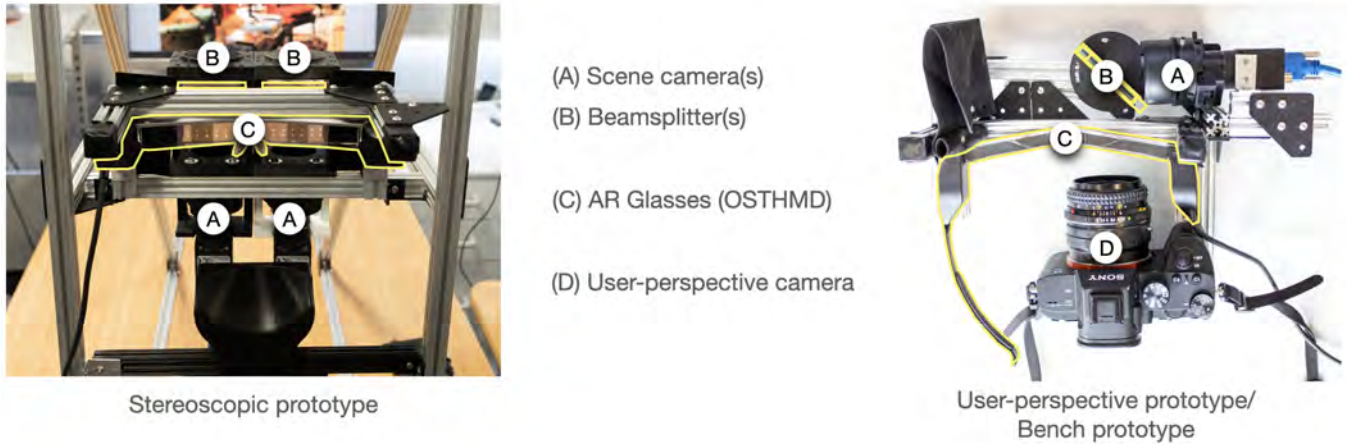 B
B
C
A
A
Stereoscopic prototype
(A) Scene camera(s)
(B) Beamsplitter(s)
(C) AR Glasses (OSTHMD)
(D) User-perspective camera
B
A
C
D
SONY
User-perspective prototype/
Bench prototype